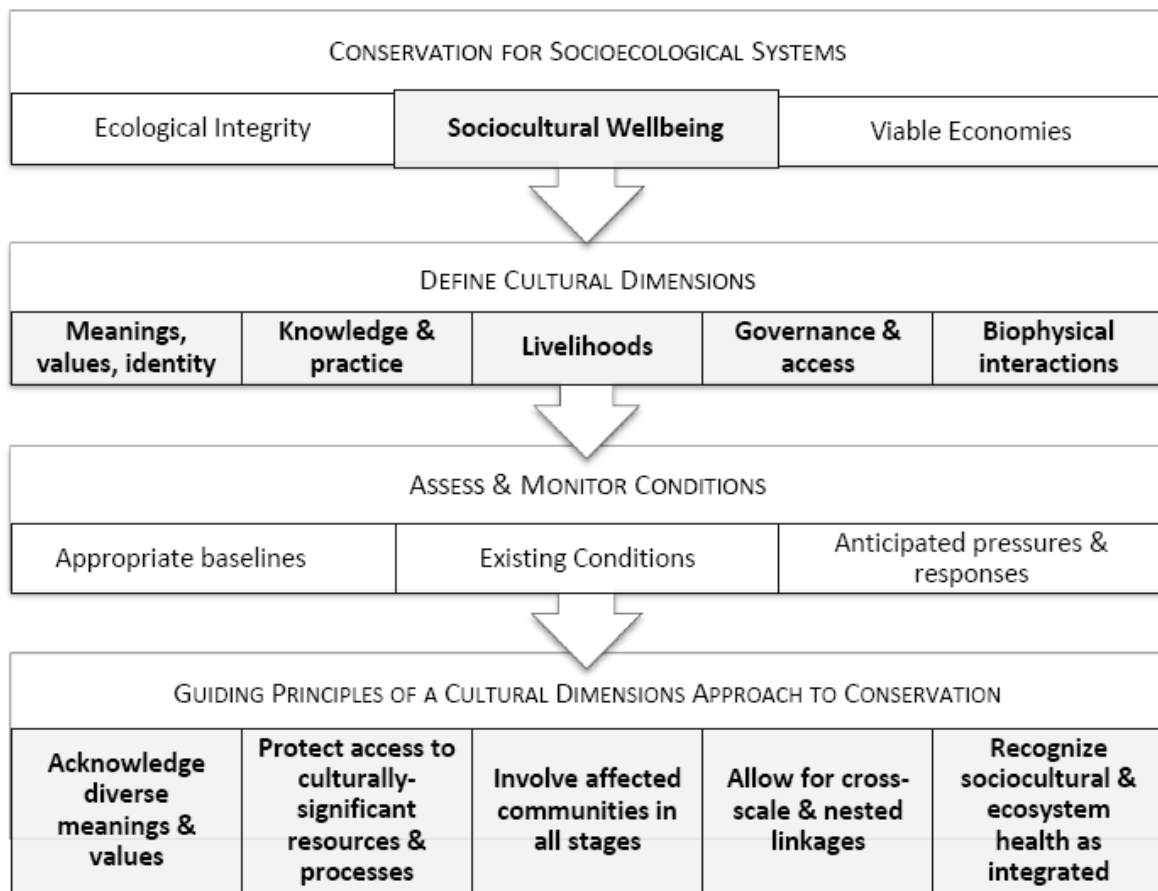 CONSERVATION FOR SOCIOECOLOGICAL SYSTEMS
Ecological Integrity
Sociocultural Wellbeing
Viable Economies
DEFINE CULTURAL DIMENSIONS
Meanings,
values, identity
Knowledge &
practice
Livelihoods
Governance &
access
Biophysical
interactions
ASSESS & MONITOR CONDITIONS
Appropriate baselines
Existing Conditions
Anticipated pressures &
responses
GUIDING PRINCIPLES OF A CULTURAL DIMENSIONS APPROACH TO CONSERVATION
Acknowledge
diverse
meanings &
values
Protect access to
culturally-
significant
resources &
processes
Involve affected
communities in
all stages
Allow for cross-
scale & nested
linkages
Recognize
sociocultural &
ecosystem
health as
integrated